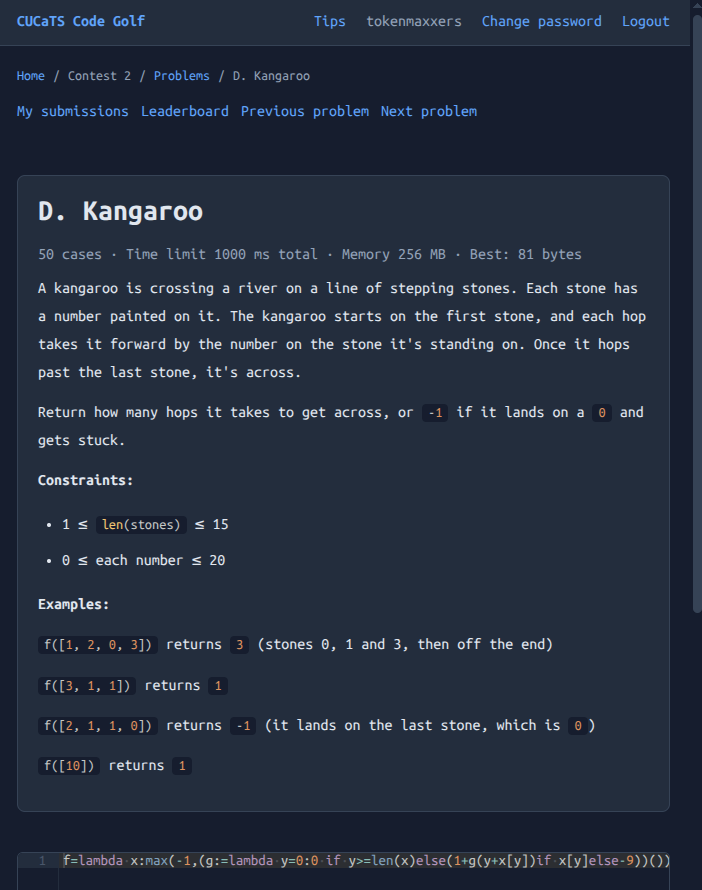 CUCaTS Code Golf Tips tokenmaxxers Change password Logout
Home / Contest 2 / Problems / D. Kangaroo
My submissions Leaderboard Previous problem Next problem
D. Kangaroo
50 cases · Time limit 1000 ms total · Memory 256 MB · Best: 81 bytes
A kangaroo is crossing a river on a line of stepping stones. Each stone has
a number painted on it. The kangaroo starts on the first stone, and each hop
takes it forward by the number on the stone it's standing on. Once it hops
past the last stone, it's across.
Return how many hops it takes to get across, or -1 if it lands on a 0 and
gets stuck.
Constraints:
• 1 ≤ len(stones) ≤ 15
• 0 ≤ each number ≤ 20
Examples:
f([1, 2, 0, 3]) returns 3 (stones 0, 1 and 3, then off the end)
f([3, 1, 1]) returns 1
f([2, 1, 1, 0]) returns -1 (it lands on the last stone, which is 0)
f([10]) returns 1
1 f=lambda x:max(-1,(g:=lambda y=0:0 if y>=len(x)else(1+g(y+x[y])if x[y]else-9))())